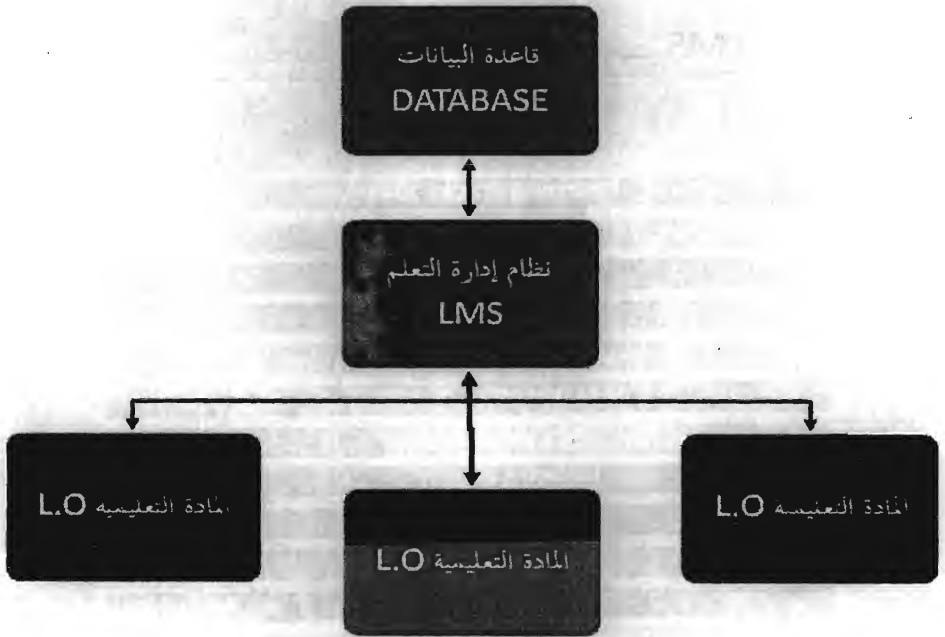 قاعدة البيانات
DATABASE
نظام إدارة التعلم
LMS
المادة التعليمية L.O
المادة التعليمية L.O
المادة التعليمية L.O